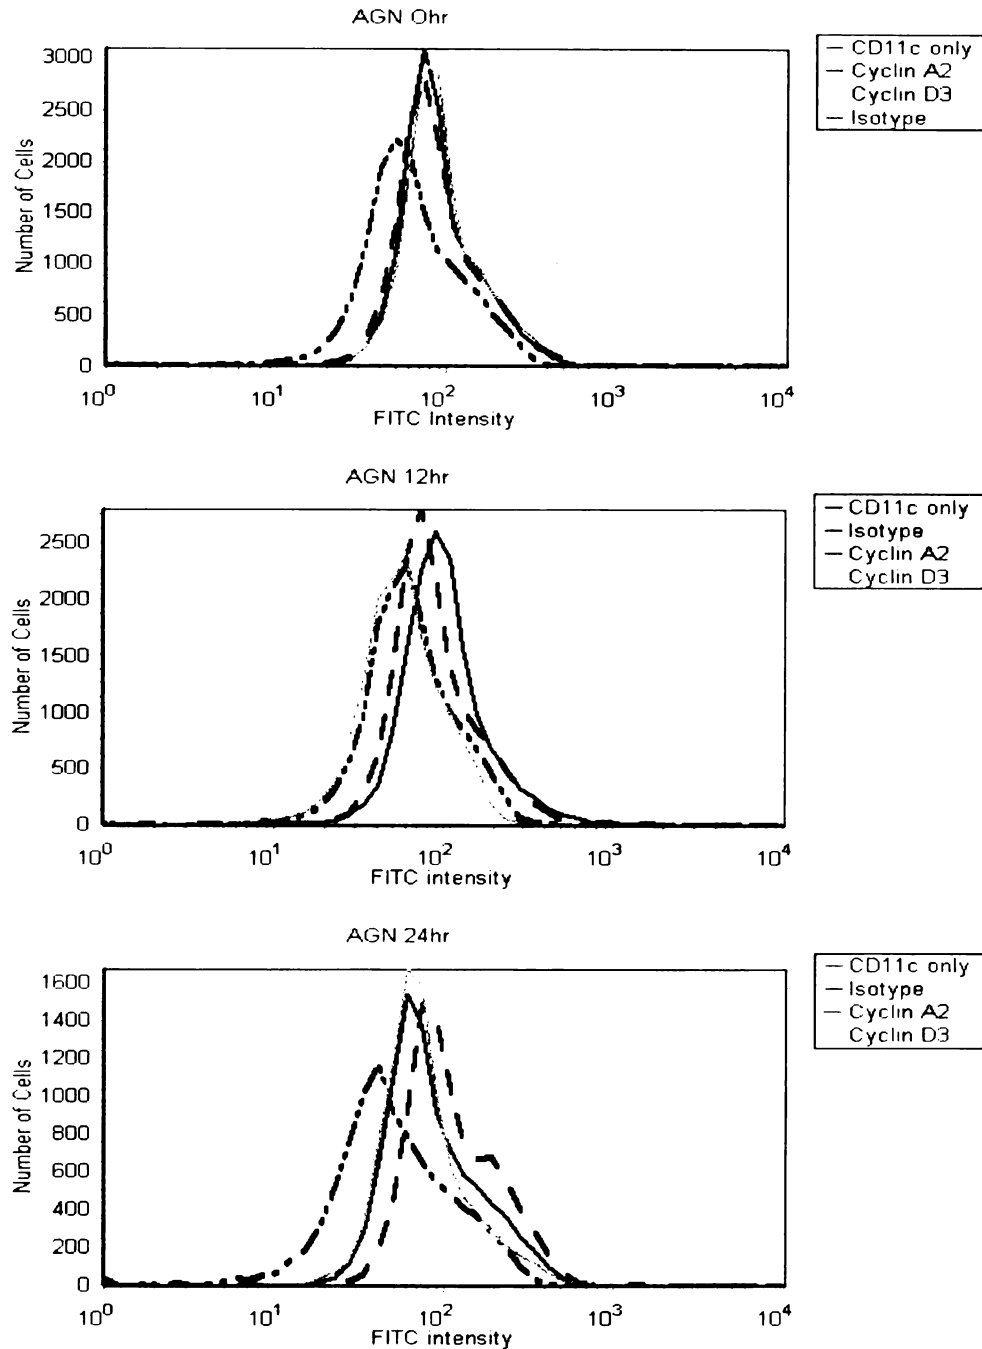 AGN 0hr
3000
2500
2000
1500
1000
500
0
Number of Cells
10^0 10^1 10^2 10^3 10^4
FITC Intensity
CD11c only
Cyclin A2
Cyclin D3
Isotype
AGN 12hr
2500
2000
1500
1000
500
0
Number of Cells
10^0 10^1 10^2 10^3 10^4
FITC intensity
CD11c only
Isotype
Cyclin A2
Cyclin D3
AGN 24hr
1600
1400
1200
1000
800
600
400
200
0
Number of Cells
10^0 10^1 10^2 10^3 10^4
FITC intensity
CD11c only
Isotype
Cyclin A2
Cyclin D3